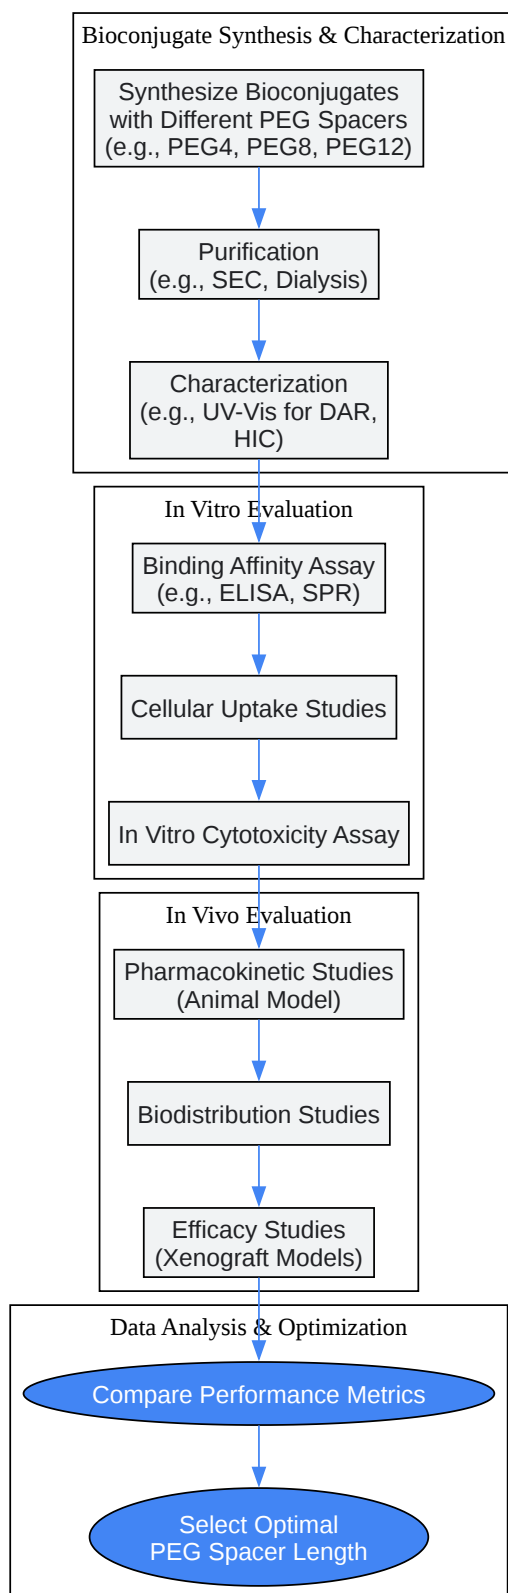 Bioconjugate Synthesis & Characterization
Synthesize Bioconjugates
with Different PEG Spacers
(e.g., PEG4, PEG8, PEG12)
Purification
(e.g., SEC, Dialysis)
Characterization
(e.g., UV-Vis for DAR,
HIC)
In Vitro Evaluation
Binding Affinity Assay
(e.g., ELISA, SPR)
Cellular Uptake Studies
In Vitro Cytotoxicity Assay
In Vivo Evaluation
Pharmacokinetic Studies
(Animal Model)
Biodistribution Studies
Efficacy Studies
(Xenograft Models)
Data Analysis & Optimization
Compare Performance Metrics
Select Optimal
PEG Spacer Length